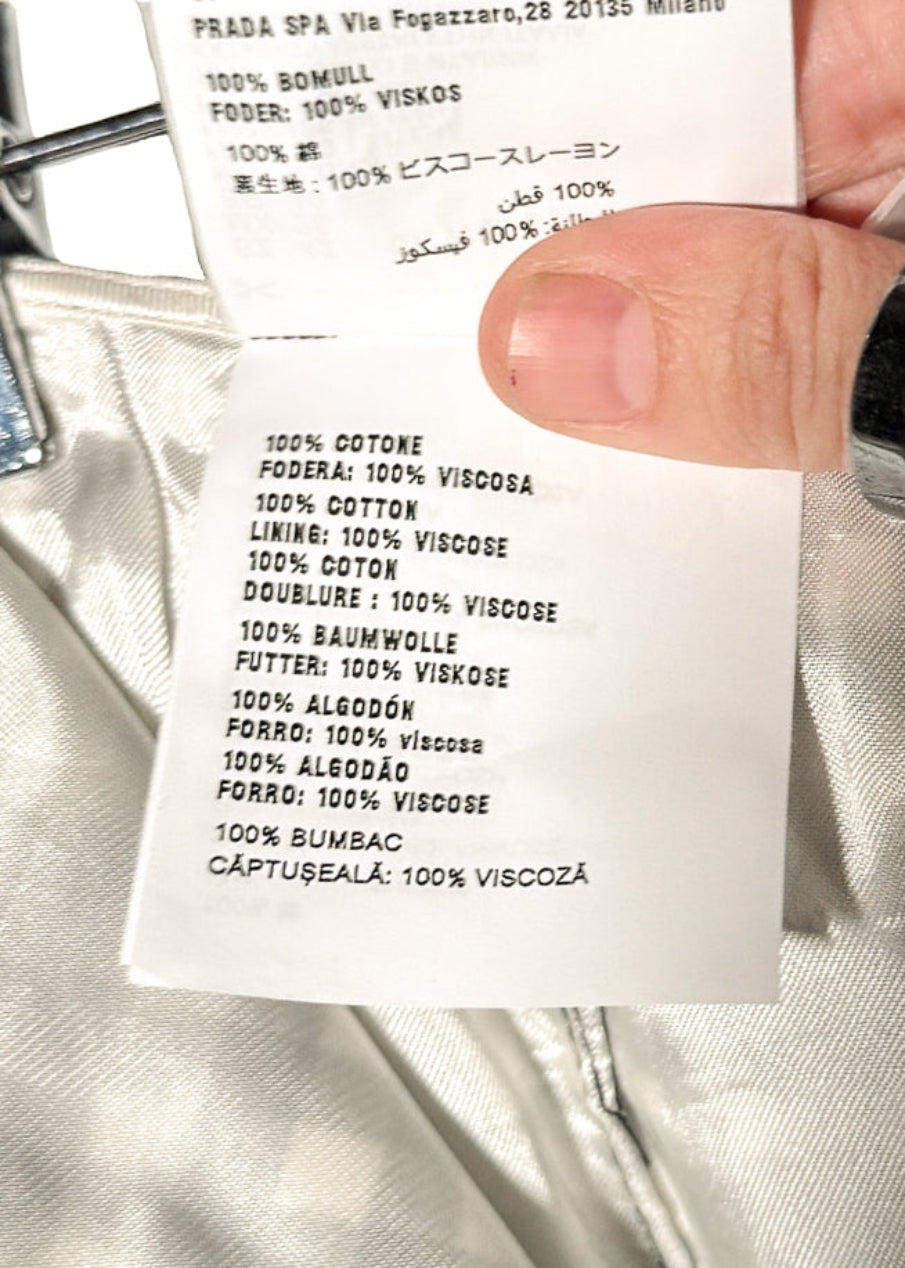 PRADA SPA Via Fogazzaro,28 20135 Milano
100% BOMULL
FODER: 100% VISKOS
100% 綿
裏生地 : 100% ビスコースレーヨン
100% قطن
100% فيسكوز
100% COTONE
FODERA: 100% VISCOSA
100% COTTON
LINING: 100% VISCOSE
100% COTON
DOUBLURE : 100% VISCOSE
100% BAUMWOLLE
FUTTER: 100% VISKOSE
100% ALGODÓN
FORRO: 100% viscosa
100% ALGODÃO
FORRO: 100% VISCOSE
100% BUMBAC
CĂPTUȘEALĂ: 100% VISCOZĂ